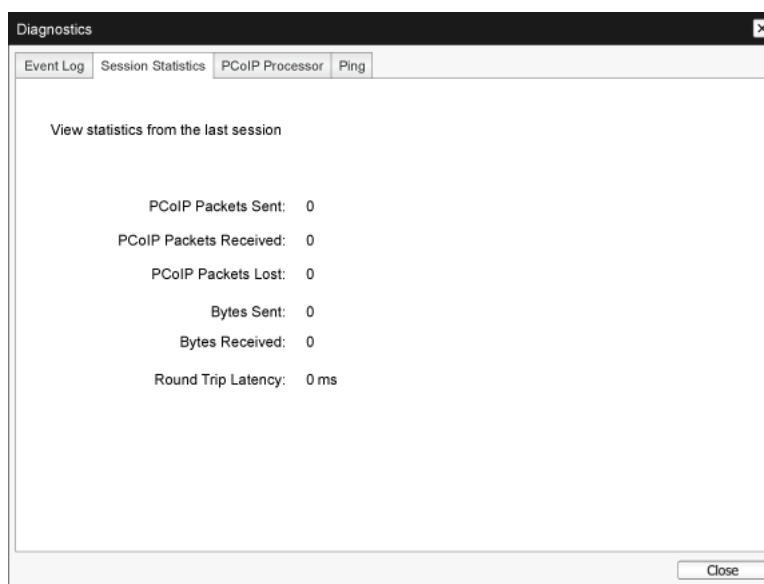 Diagnostics
Event Log Session Statistics PCoIP Processor Ping
View statistics from the last session
PCoIP Packets Sent: 0
PCoIP Packets Received: 0
PCoIP Packets Lost: 0
Bytes Sent: 0
Bytes Received: 0
Round Trip Latency: 0 ms
Close